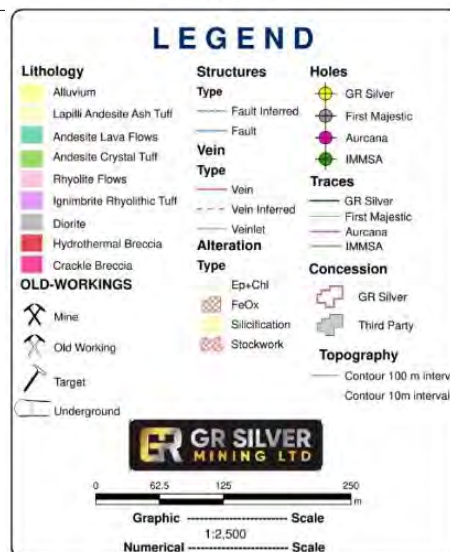 LEGEND
Lithology
Alluvium
Lapilli Andesite Ash Tuff
Andesite Lava Flows
Andesite Crystal Tuff
Rhyolite Flows
Ignimbrite Rhyolithic Tuff
Diorite
Hydrothermal Breccia
Crackle Breccia
OLD-WORKINGS
Mine
Old Working
Target
Underground
Structures
Type
Fault Inferred
Fault
Vein
Type
Vein
Vein Inferred
Veinlet
Alteration
Type
Ep+Chl
FeOx
Silicification
Stockwork
Holes
GR Silver
First Majestic
Aurcana
IMMSA
Traces
GR Silver
First Majestic
Aurcana
IMMSA
Concession
GR Silver
Third Party
Topography
Contour 100 m interv
Contour 10m interval
GR GR SILVER
MINING LTD
0 62.5 125 250
m
Graphic ---------------- Scale
1:2,500
Numerical ---------------- Scale